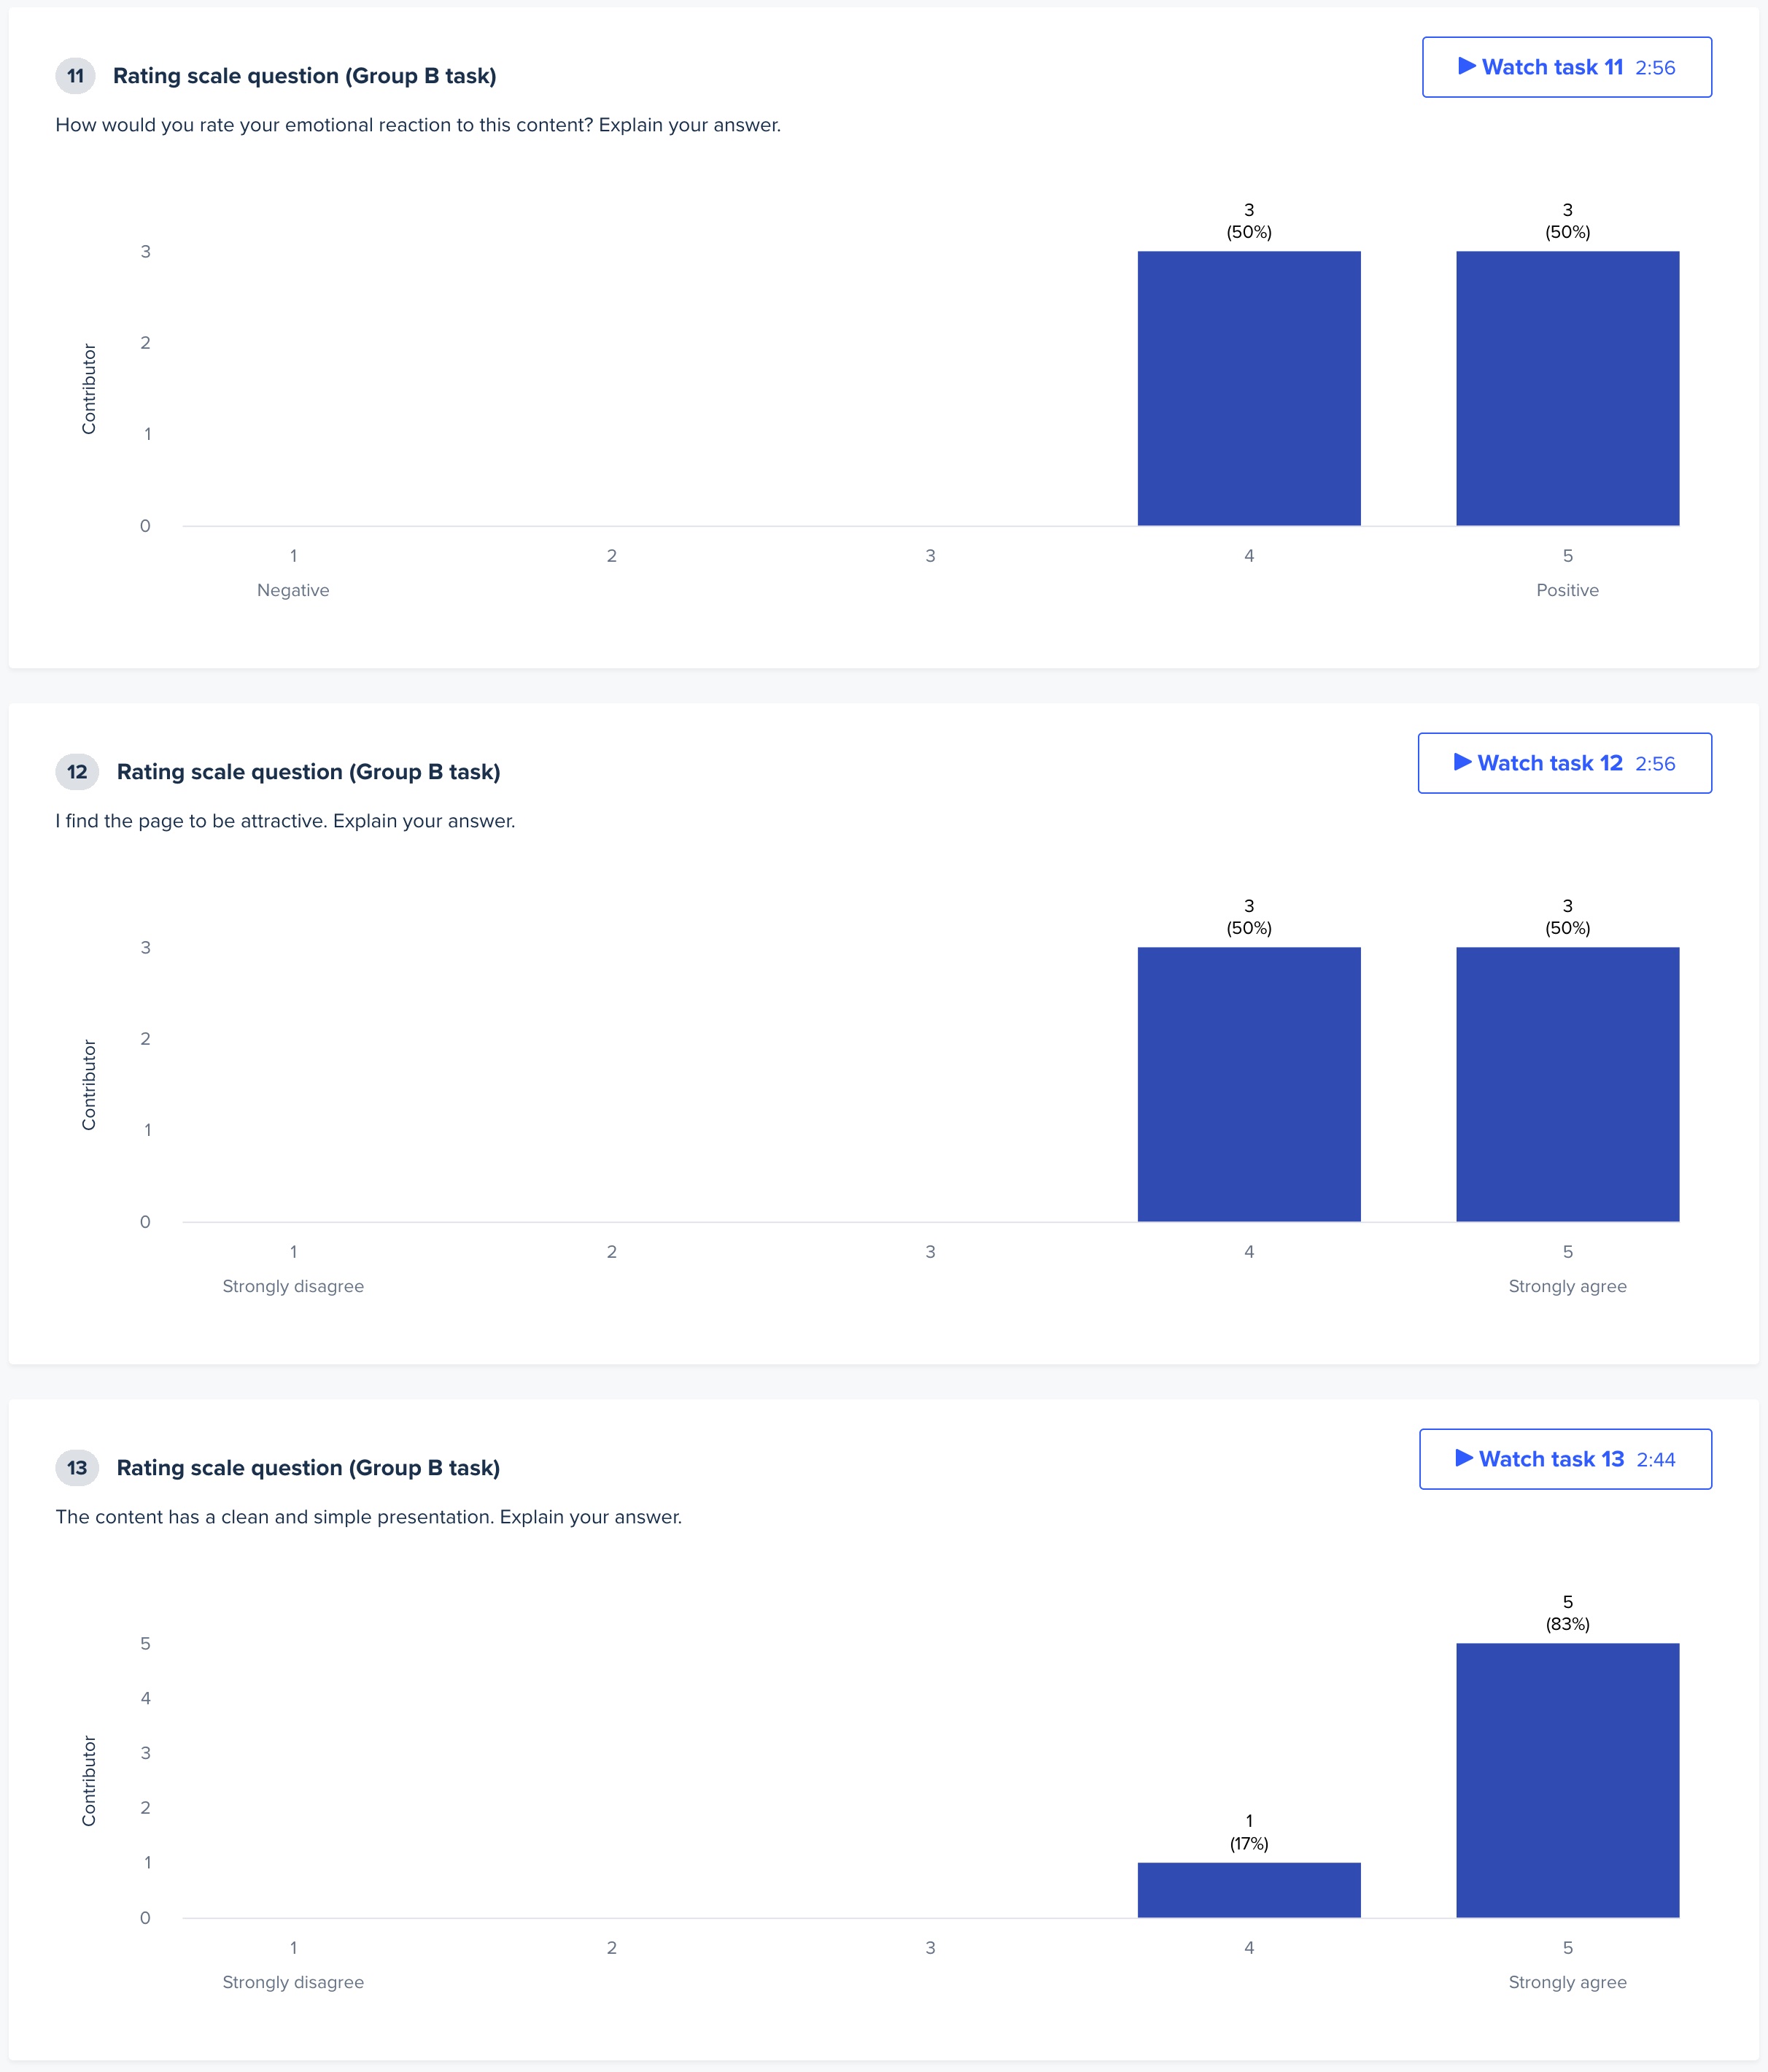 11 Rating scale question (Group B task)
Watch task 11 2:56
How would you rate your emotional reaction to this content? Explain your answer.
3 3
(50%) (50%)
3
2
1
0
Contributor
1 2 3 4 5
Negative Positive
12 Rating scale question (Group B task)
Watch task 12 2:56
I find the page to be attractive. Explain your answer.
3 3
(50%) (50%)
3
2
1
0
Contributor
1 2 3 4 5
Strongly disagree Strongly agree
13 Rating scale question (Group B task)
Watch task 13 2:44
The content has a clean and simple presentation. Explain your answer.
5
(83%)
5
4
3
2
1
(17%)
1
0
Contributor
1 2 3 4 5
Strongly disagree Strongly agree